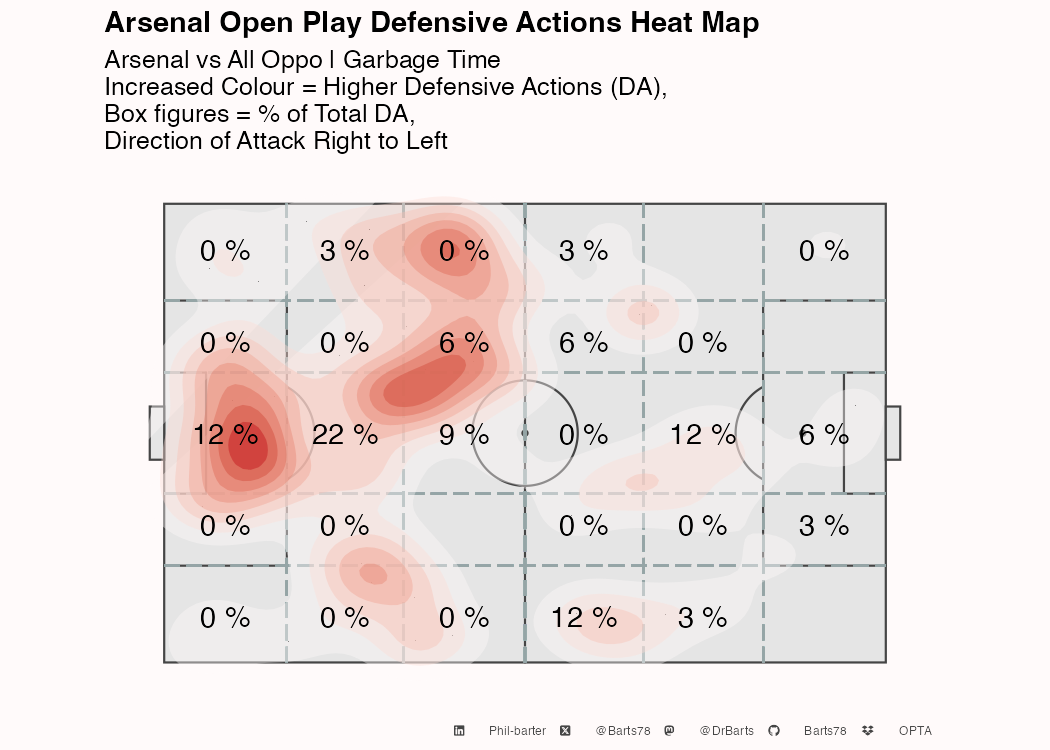 Arsenal Open Play Defensive Actions Heat Map
Arsenal vs All Oppo | Garbage Time
Increased Colour = Higher Defensive Actions (DA),
Box figures = % of Total DA,
Direction of Attack Right to Left
0 % 3 % 0 % 3 % 0 %
0 % 0 % 6 % 6 % 0 %
12 % 22 % 9 % 0 % 12 % 6 %
0 % 0 % 0 % 0 % 3 %
0 % 0 % 0 % 12 % 3 %
Phil-barter @Barts78 @DrBarts Barts78 OPTA